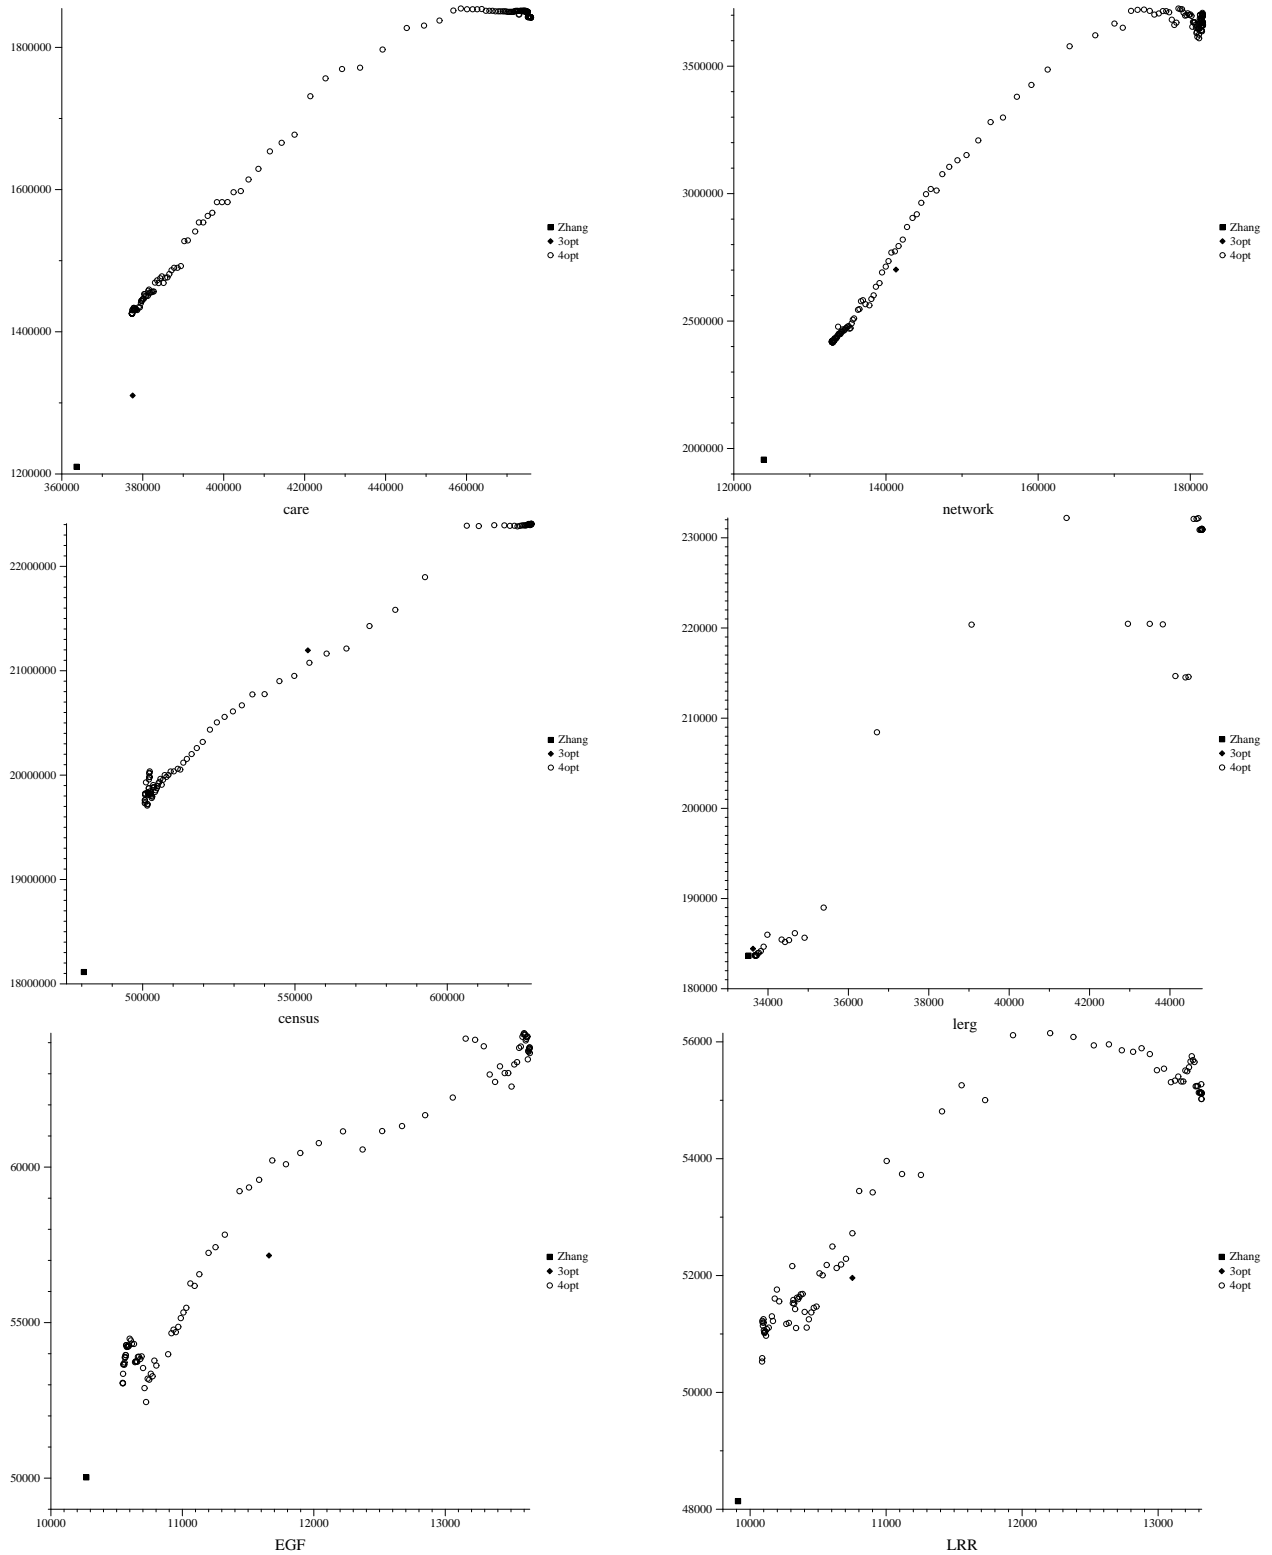 1800000
1600000
1400000
1200000
360000 380000 400000 420000 440000 460000
care
Zhang
3opt
4opt
3500000
3000000
2500000
2000000
120000 140000 160000 180000
network
Zhang
3opt
4opt
22000000
21000000
20000000
19000000
18000000
500000 550000 600000
census
Zhang
3opt
4opt
230000
220000
210000
200000
190000
180000
34000 36000 38000 40000 42000 44000
lerg
Zhang
3opt
4opt
60000
55000
50000
10000 11000 12000 13000
EGF
Zhang
3opt
4opt
56000
54000
52000
50000
48000
10000 11000 12000 13000
LRR
Zhang
3opt
4opt